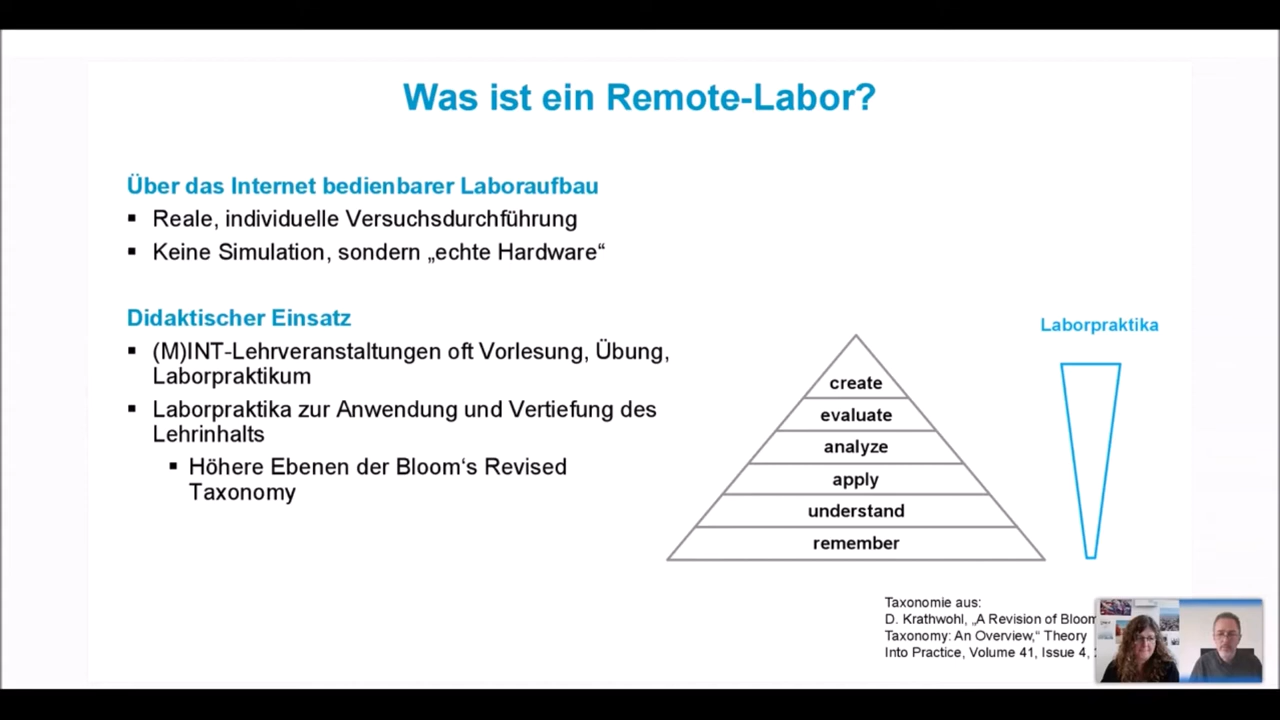 Was ist ein Remote-Labor?
Über das Internet bedienbarer Laboraufbau
▪ Reale, individuelle Versuchsdurchführung
▪ Keine Simulation, sondern „echte Hardware“
Didaktischer Einsatz
▪ (M)INT-Lehrveranstaltungen oft Vorlesung, Übung,
Laborpraktikum
▪ Laborpraktika zur Anwendung und Vertiefung des
Lehrinhalts
▪ Höhere Ebenen der Bloom‘s Revised
Taxonomy
Laborpraktika
create
evaluate
analyze
apply
understand
remember
Taxonomie aus:
D. Krathwohl, „A Revision of Bloom
Taxonomy: An Overview,“ Theory
Into Practice, Volume 41, Issue 4,